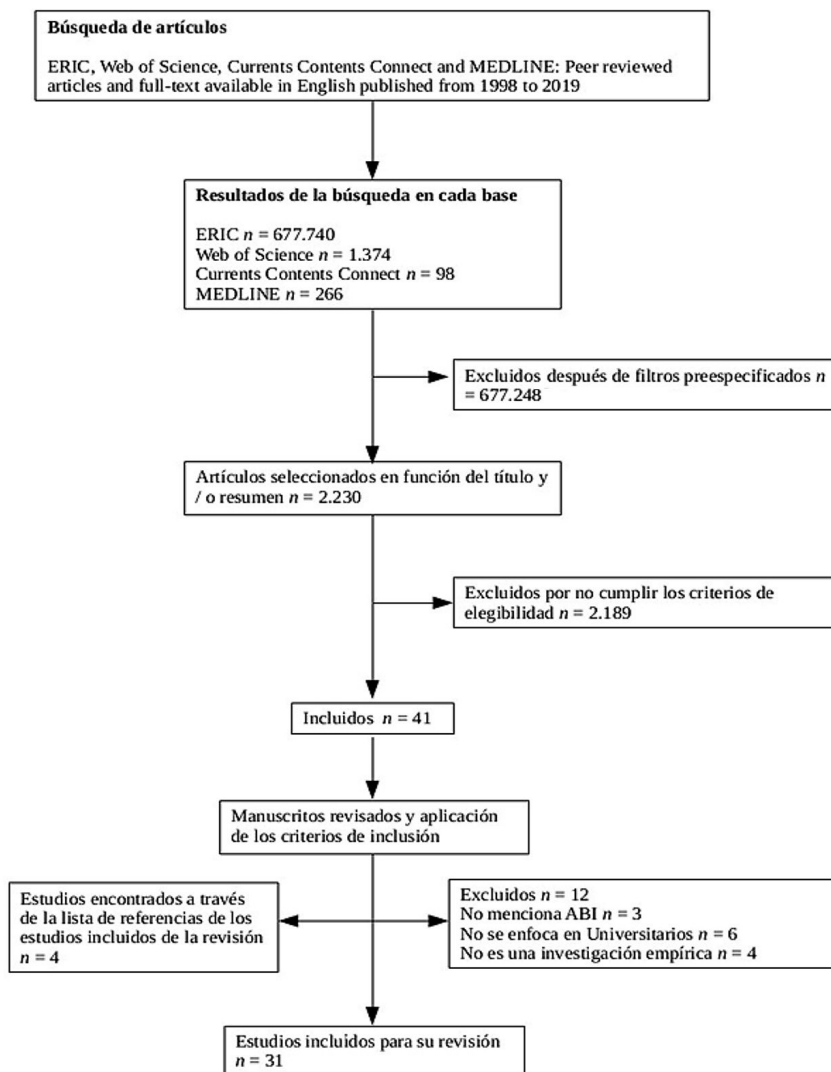 Búsqueda de artículos
ERIC, Web of Science, Currents Contents Connect and MEDLINE: Peer reviewed
articles and full-text available in English published from 1998 to 2019
Resultados de la búsqueda en cada base
ERIC n = 677.740
Web of Science n = 1.374
Currents Contents Connect n = 98
MEDLINE n = 266
Excluidos después de filtros preespecificados n
= 677.248
Artículos seleccionados en función del título y
/ o resumen n = 2.230
Excluidos por no cumplir los criterios de
elegibilidad n = 2.189
Incluidos n = 41
Manuscritos revisados y aplicación
de los criterios de inclusión
Estudios encontrados a través
de la lista de referencias de los
estudios incluidos de la revisión
n = 4
Excluidos n = 12
No menciona ABI n = 3
No se enfoca en Universitarios n = 6
No es una investigación empírica n = 4
Estudios incluidos para su revisión
n = 31